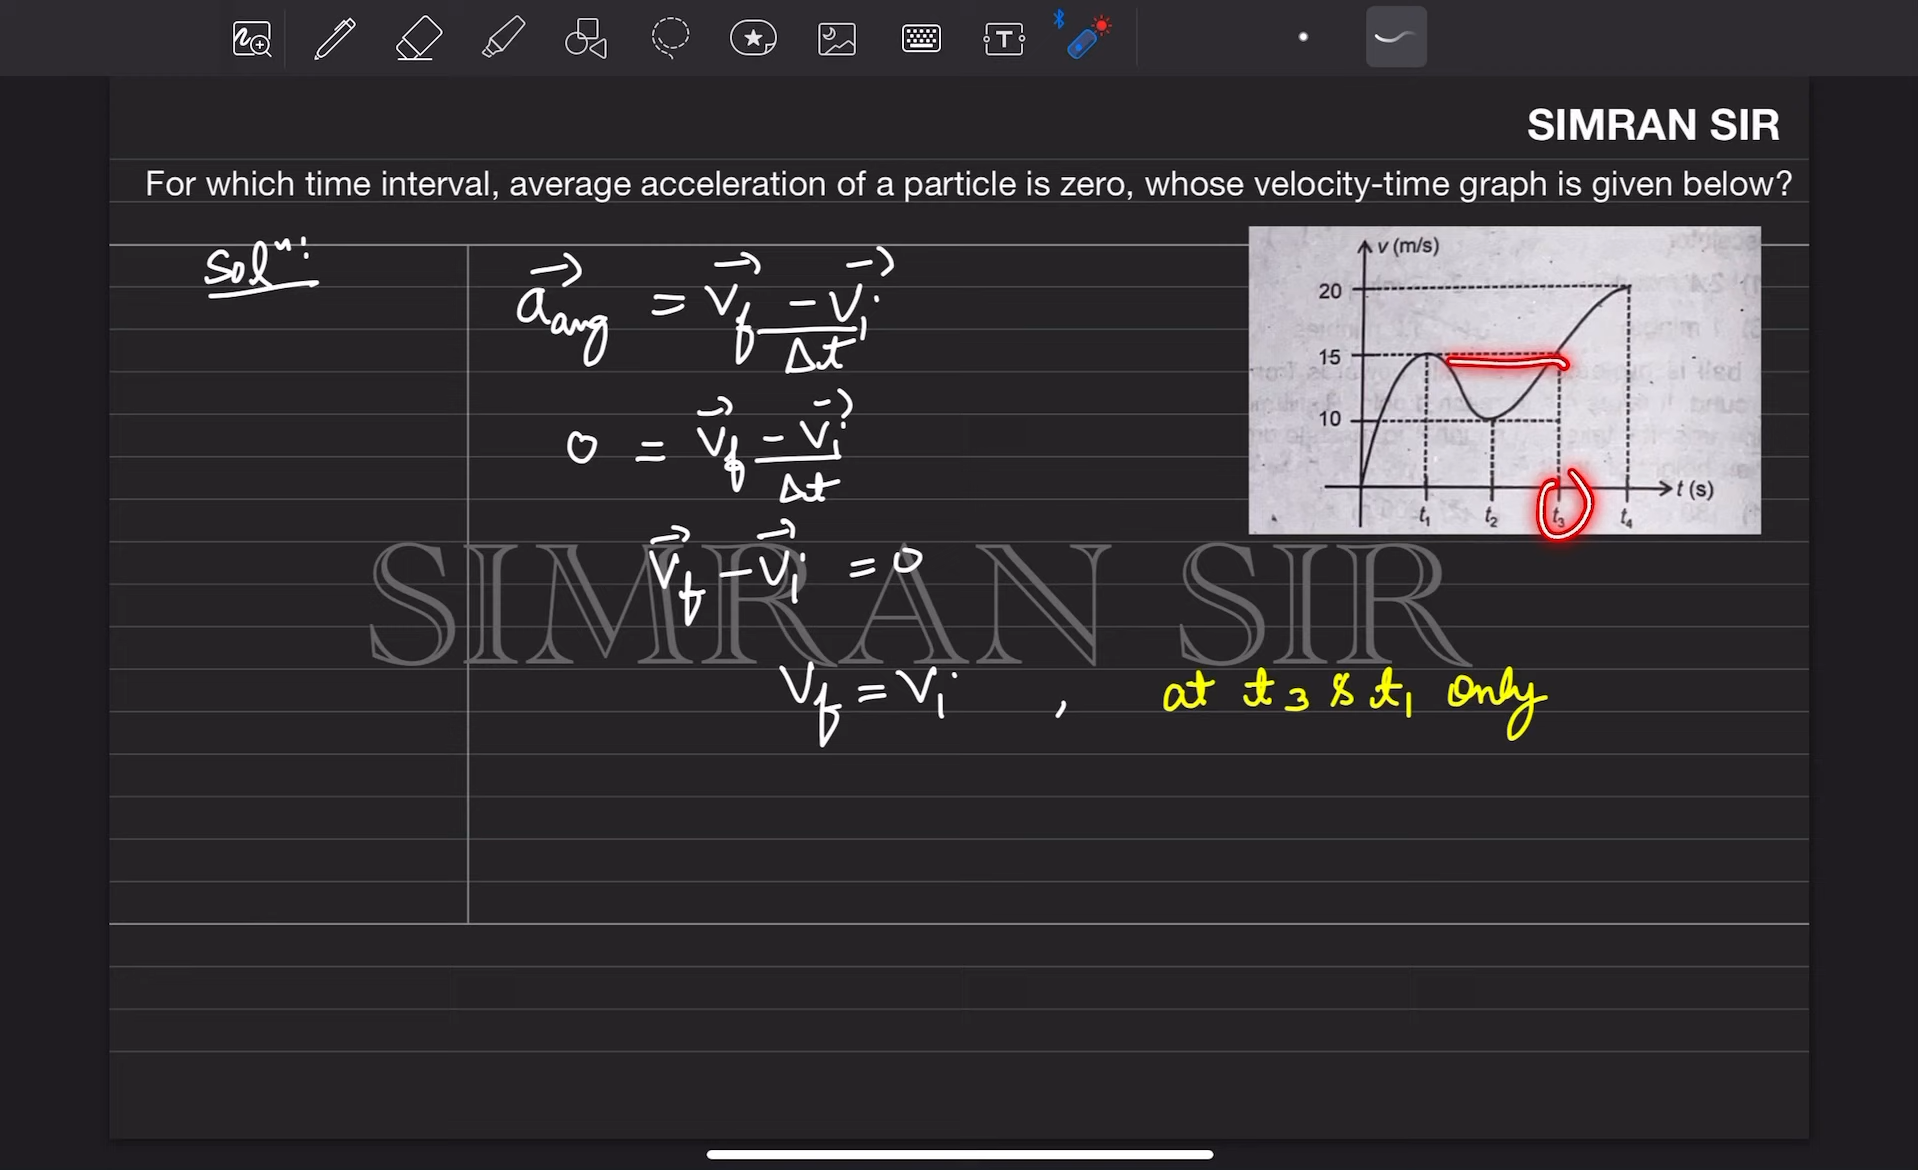 SIMRAN SIR
For which time interval, average acceleration of a particle is zero, whose velocity-time graph is given below?
Solⁿ:
a⃗avg = v⃗f − v⃗i / Δt
0 = v⃗f − v⃗i / Δt
v⃗f − v⃗i = 0
Vf = Vi , at t3 & t1 only
v (m/s)
20
15
10
t (s)
t1 t2 t3 t4
SIMRAN SIR